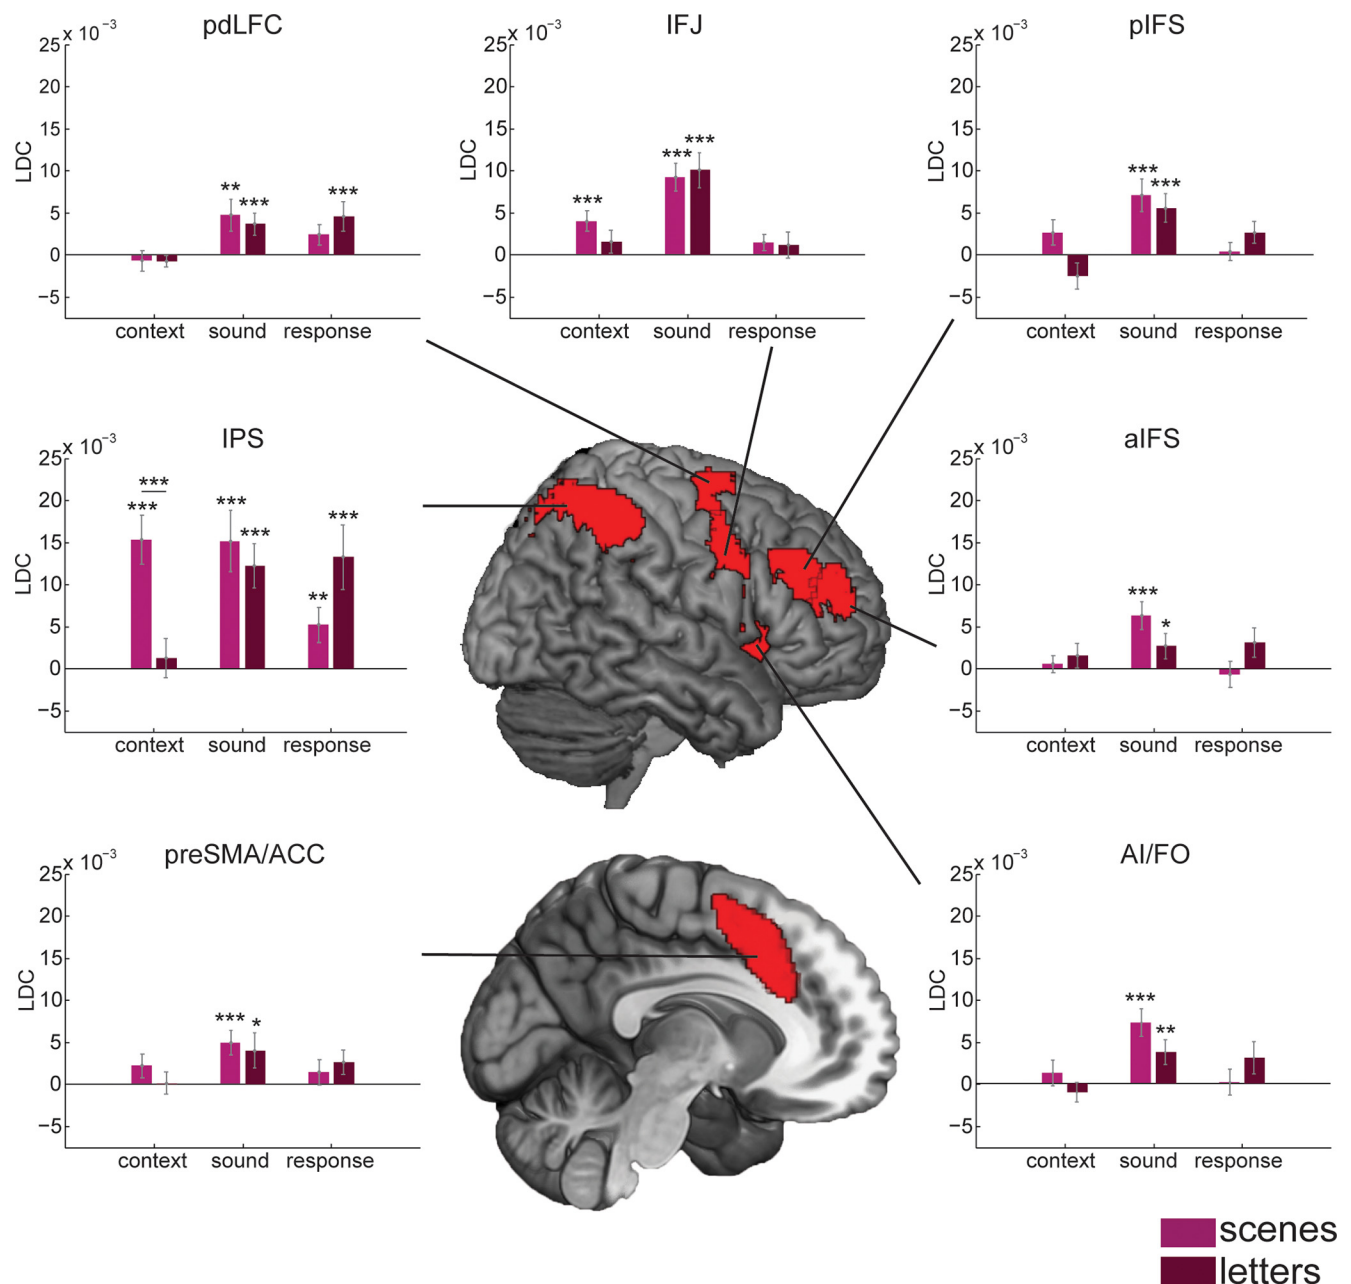 pdLFC
x 10⁻³
25
20
15
10
5
0
−5
LDC
** *** ***
context sound response
IFJ
x 10⁻³
25
20
15
10
5
0
−5
LDC
*** *** ***
context sound response
pIFS
x 10⁻³
25
20
15
10
5
0
−5
LDC
*** ***
context sound response
IPS
x 10⁻³
25
20
15
10
5
0
−5
LDC
***
*** *** *** ** ***
context sound response
aIFS
x 10⁻³
25
20
15
10
5
0
−5
LDC
*** *
context sound response
preSMA/ACC
x 10⁻³
25
20
15
10
5
0
−5
LDC
*** *
context sound response
AI/FO
x 10⁻³
25
20
15
10
5
0
−5
LDC
*** **
context sound response
scenes
letters